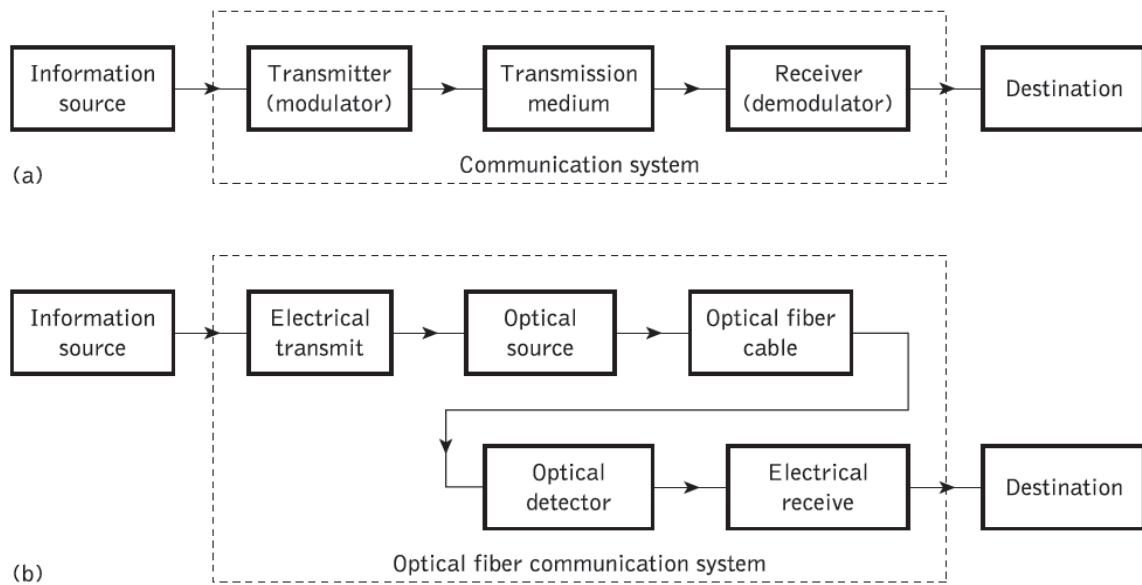 Information
source
Transmitter
(modulator)
Transmission
medium
Receiver
(demodulator)
Destination
Communication system
(a)
Information
source
Electrical
transmit
Optical
source
Optical fiber
cable
Optical
detector
Electrical
receive
Destination
Optical fiber communication system
(b)